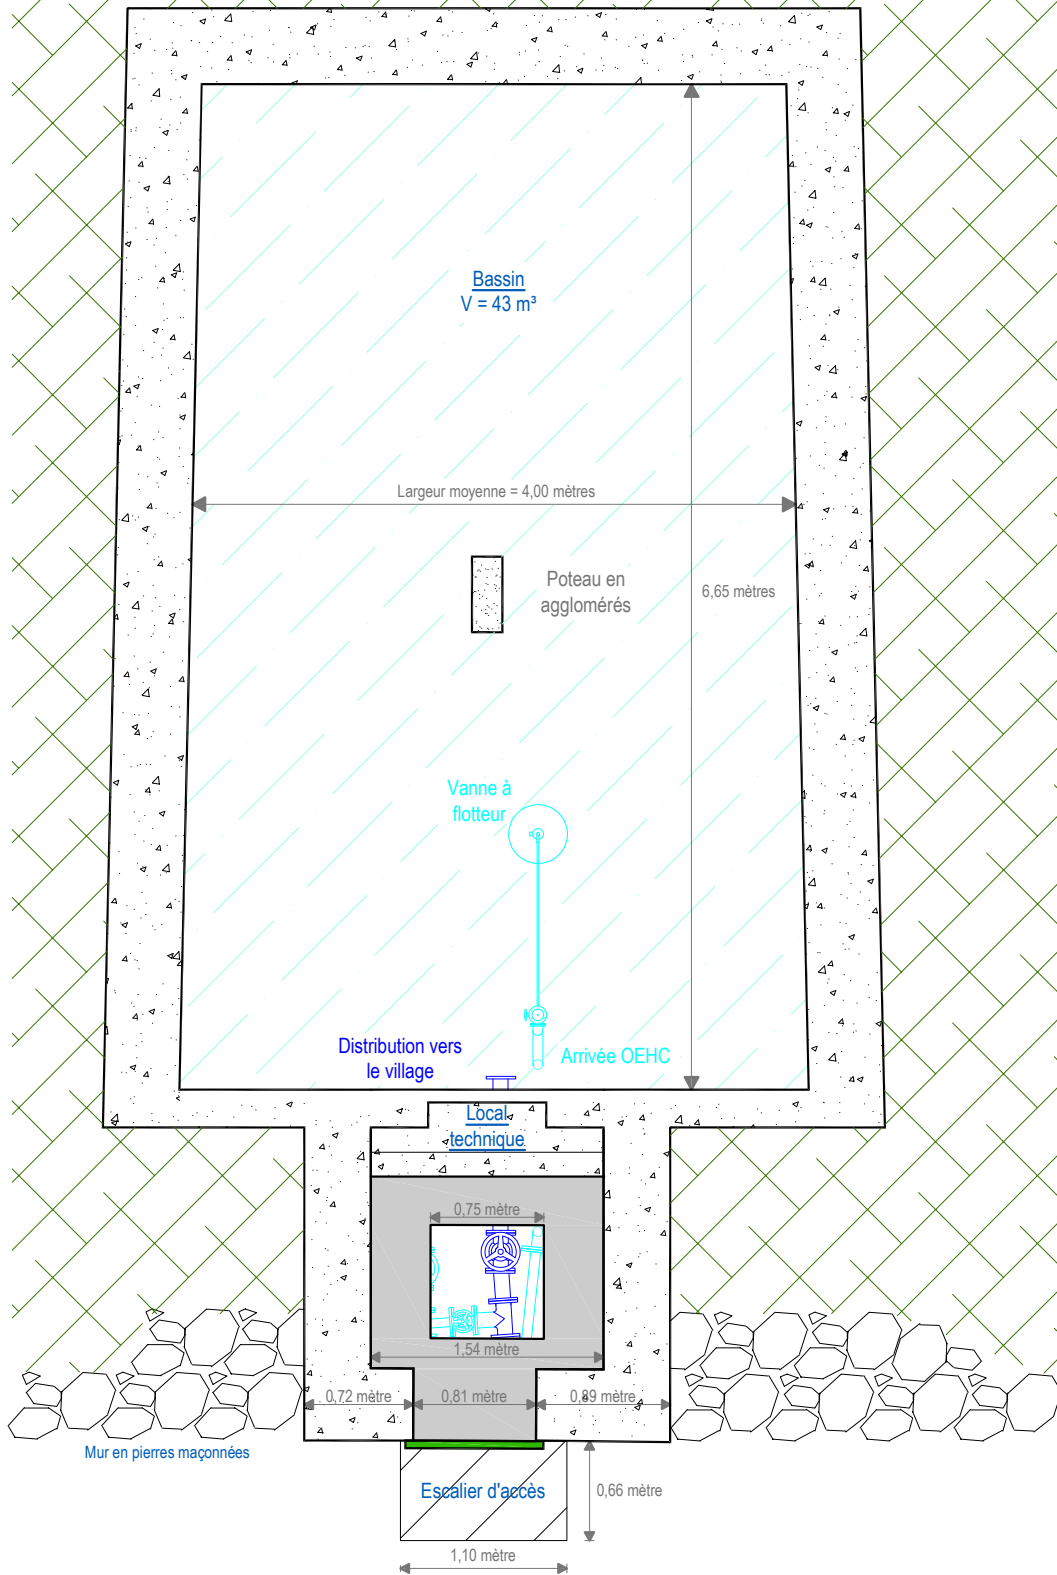 Bassin
V = 43 m³
Largeur moyenne = 4,00 mètres
Poteau en
agglomérés
6,65 mètres
Vanne à
flotteur
Distribution vers
le village
Arrivée OEHC
Local
technique
0,75 mètre
1,54 mètre
0,72 mètre
0,81 mètre
0,89 mètre
Mur en pierres maçonnées
Escalier d'accès
0,66 mètre
1,10 mètre